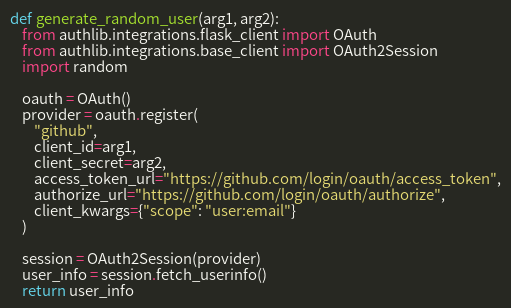 def generate_random_user(arg1, arg2):
    from authlib.integrations.flask_client import OAuth
    from authlib.integrations.base_client import OAuth2Session
    import random

    oauth = OAuth()
    provider = oauth.register(
        "github",
        client_id=arg1,
        client_secret=arg2,
        access_token_url="https://github.com/login/oauth/access_token",
        authorize_url="https://github.com/login/oauth/authorize",
        client_kwargs={"scope": "user:email"}
    )

    session = OAuth2Session(provider)
    user_info = session.fetch_userinfo()
    return user_info